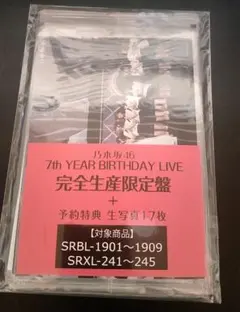 乃木坂46
7th YEAR BIRTHDAY LIVE
完全生産限定盤
+
予約特典 生写真17枚
【対象商品】
SRBL-1901～1909
SRXL-241～245